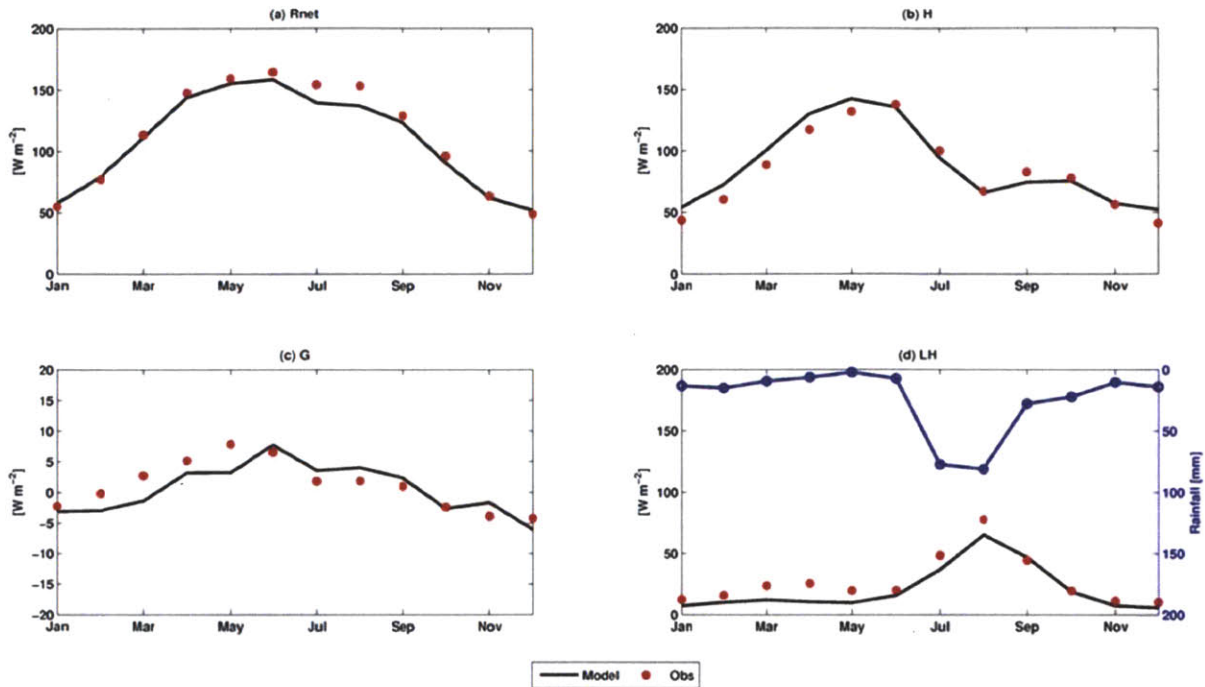 (a) Rnet
200
150
100
50
0
[W m⁻²]
Jan Mar May Jul Sep Nov
(b) H
200
150
100
50
0
[W m⁻²]
Jan Mar May Jul Sep Nov
(c) G
20
15
10
5
0
−5
−10
−15
−20
[W m⁻²]
Jan Mar May Jul Sep Nov
(d) LH
200
150
100
50
0
[W m⁻²]
0
50
100
150
200
Rainfall [mm]
Jan Mar May Jul Sep Nov
Model Obs